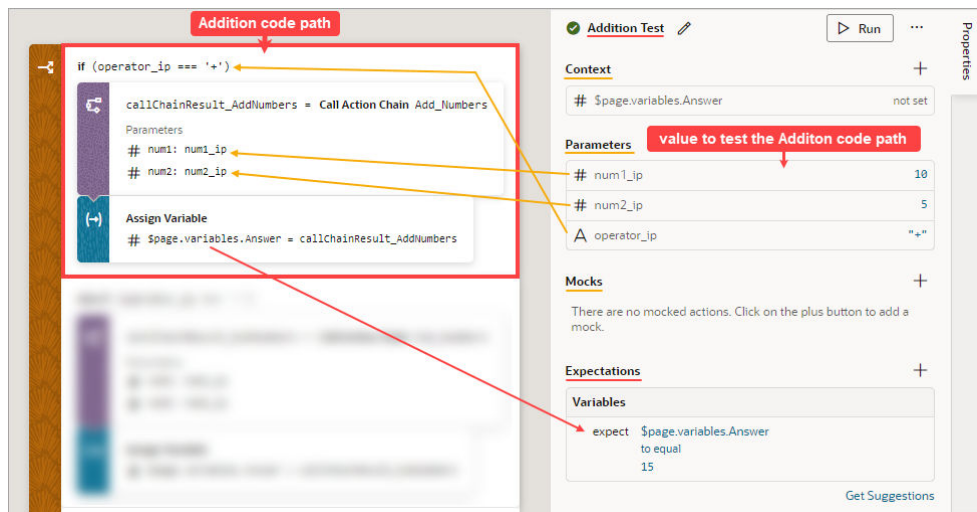 Addition code path
if (operator_ip === '+')
callChainResult_AddNumbers = Call Action Chain Add_Numbers
Parameters
# num1: num1_ip
# num2: num2_ip
Assign Variable
# $page.variables.Answer = callChainResult_AddNumbers
Addition Test
Run
...
Properties
Context
+
# $page.variables.Answer not set
Parameters
value to test the Additon code path
# num1_ip 10
# num2_ip 5
A operator_ip "+"
Mocks
+
There are no mocked actions. Click on the plus button to add a
mock.
Expectations
+
Variables
expect $page.variables.Answer
to equal
15
Get Suggestions